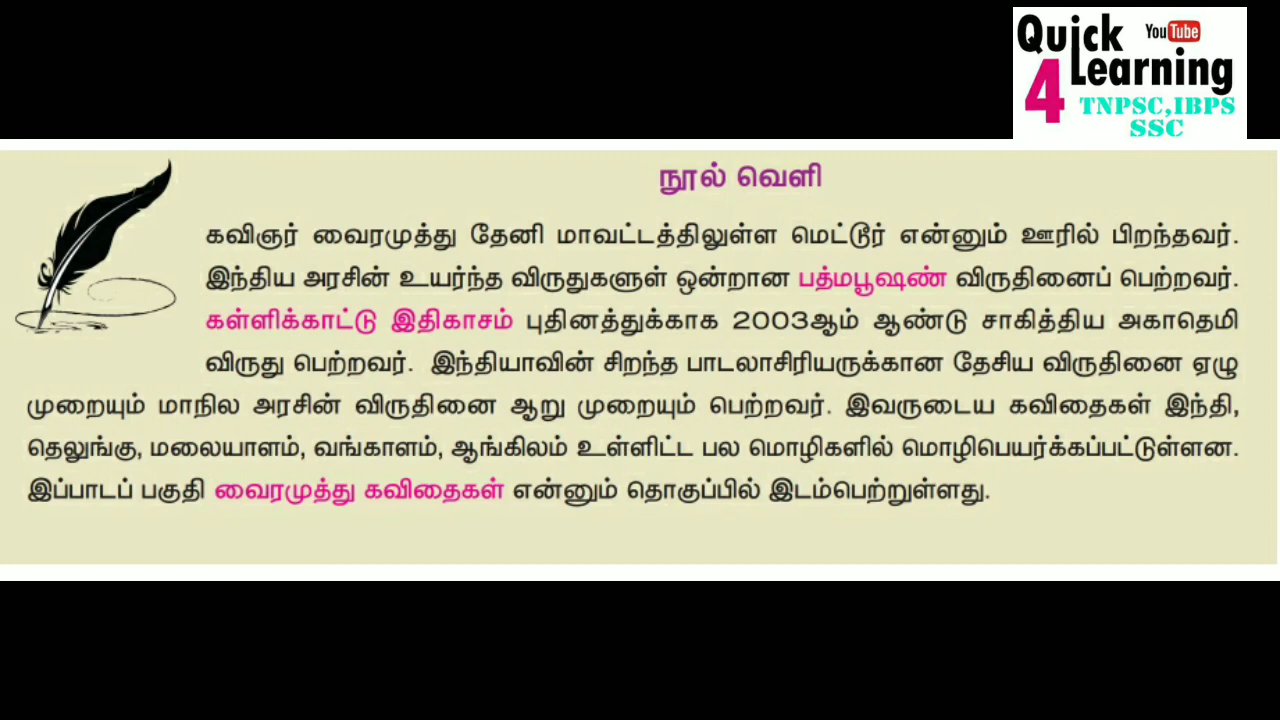 Quick YouTube
4 Learning
TNPSC,IBPS
SSC
நூல் வெளி
கவிஞர் வைரமுத்து தேனி மாவட்டத்திலுள்ள மெட்டூர் என்னும் ஊரில் பிறந்தவர்.
இந்திய அரசின் உயர்ந்த விருதுகளுள் ஒன்றான பத்மபூஷண் விருதினைப் பெற்றவர்.
கள்ளிக்காட்டு இதிகாசம் புதினத்துக்காக 2003ஆம் ஆண்டு சாகித்திய அகாதெமி
விருது பெற்றவர். இந்தியாவின் சிறந்த பாடலாசிரியருக்கான தேசிய விருதினை ஏழு
முறையும் மாநில அரசின் விருதினை ஆறு முறையும் பெற்றவர். இவருடைய கவிதைகள் இந்தி,
தெலுங்கு, மலையாளம், வங்காளம், ஆங்கிலம் உள்ளிட்ட பல மொழிகளில் மொழிபெயர்க்கப்பட்டுள்ளன.
இப்பாடப் பகுதி வைரமுத்து கவிதைகள் என்னும் தொகுப்பில் இடம்பெற்றுள்ளது.